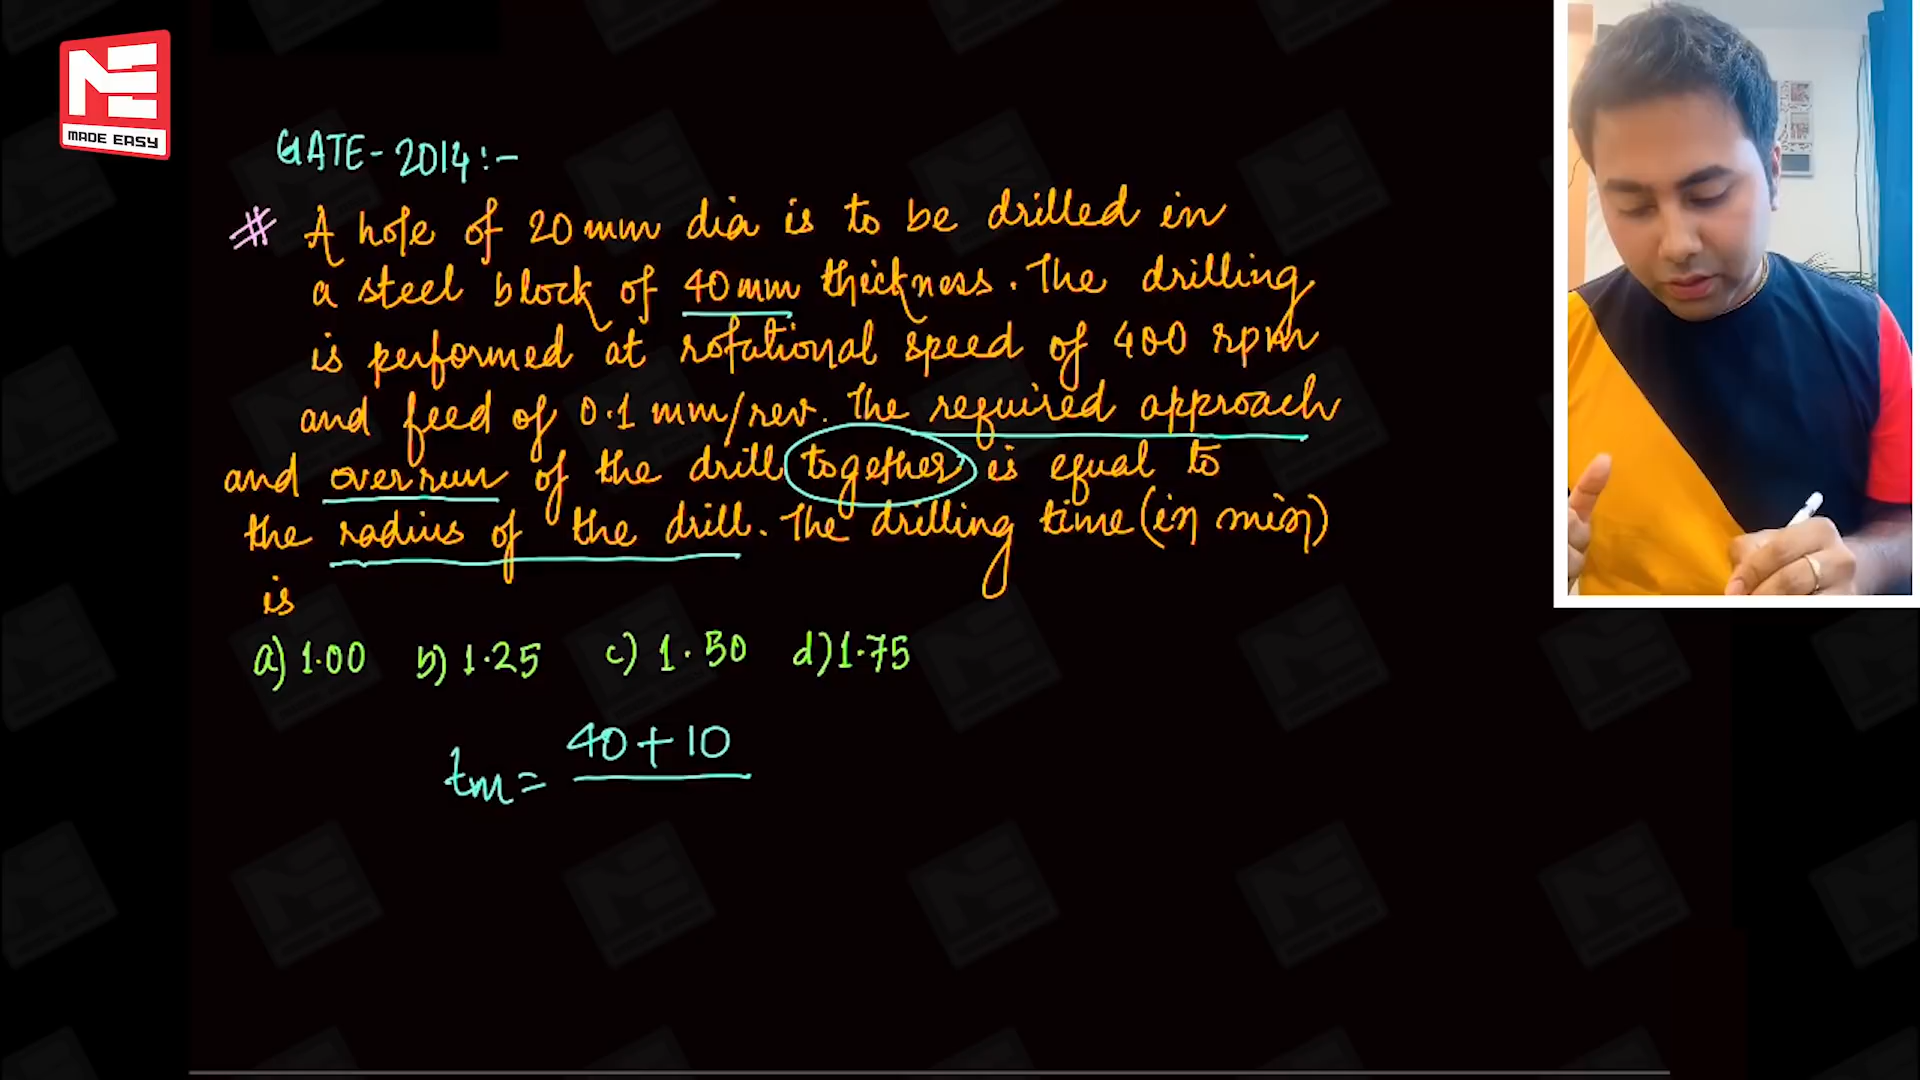 ME
MADE EASY
GATE-2014:-
# A hole of 20 mm dia is to be drilled in
a steel block of 40 mm thickness. The drilling
is performed at rotational speed of 400 rpm
and feed of 0.1 mm/rev. The required approach
and overrun of the drill together is equal to
the radius of the drill. The drilling time (in min)
is
a) 1.00 b) 1.25 c) 1.50 d) 1.75
tm = 40+10